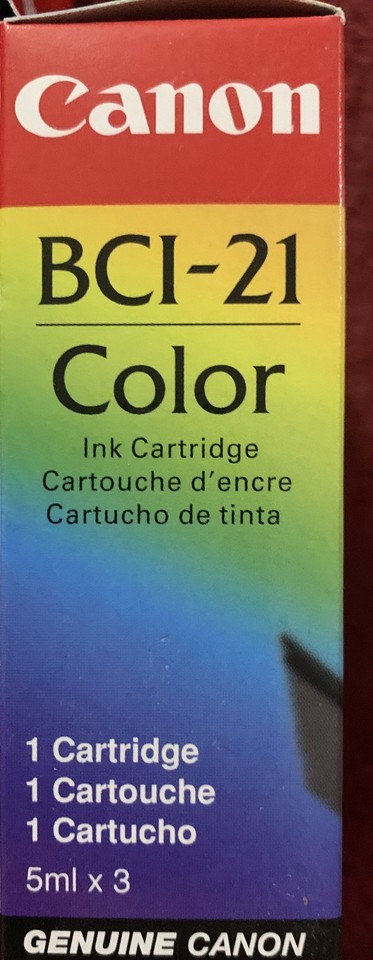 Canon
BCI-21
Color
Ink Cartridge
Cartouche d'encre
Cartucho de tinta
1 Cartridge
1 Cartouche
1 Cartucho
5ml x 3
GENUINE CANON